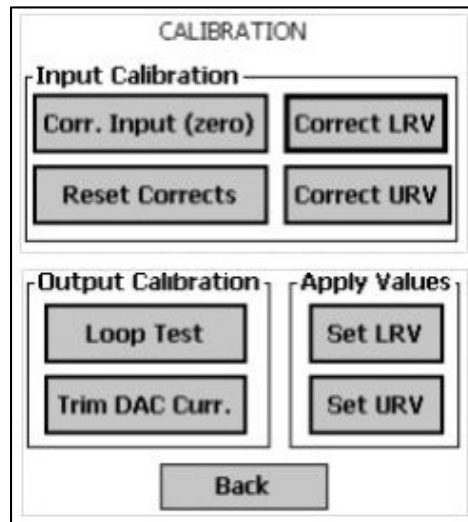 CALIBRATION
Input Calibration
Corr. Input (zero) Correct LRV
Reset Corrects Correct URV
Output Calibration Apply Values
Loop Test Set LRV
Trim DAC Curr. Set URV
Back